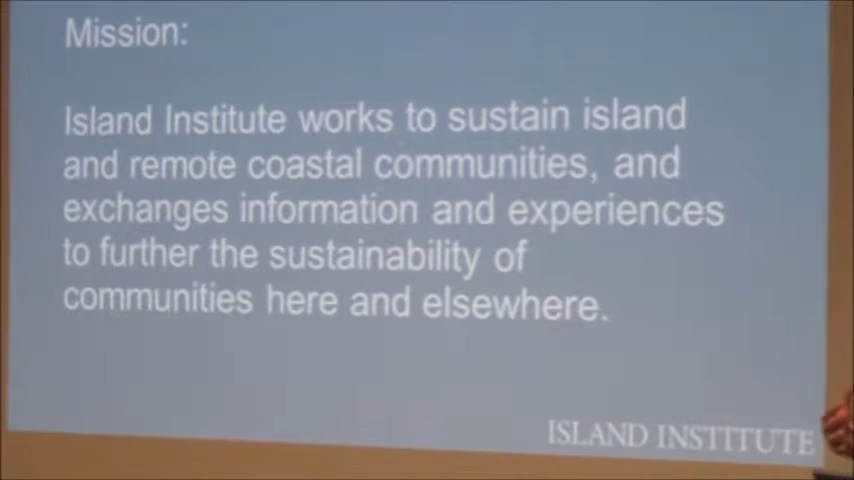 Mission:
Island Institute works to sustain island
and remote coastal communities, and
exchanges information and experiences
to further the sustainability of
communities here and elsewhere.
ISLAND INSTITUTE